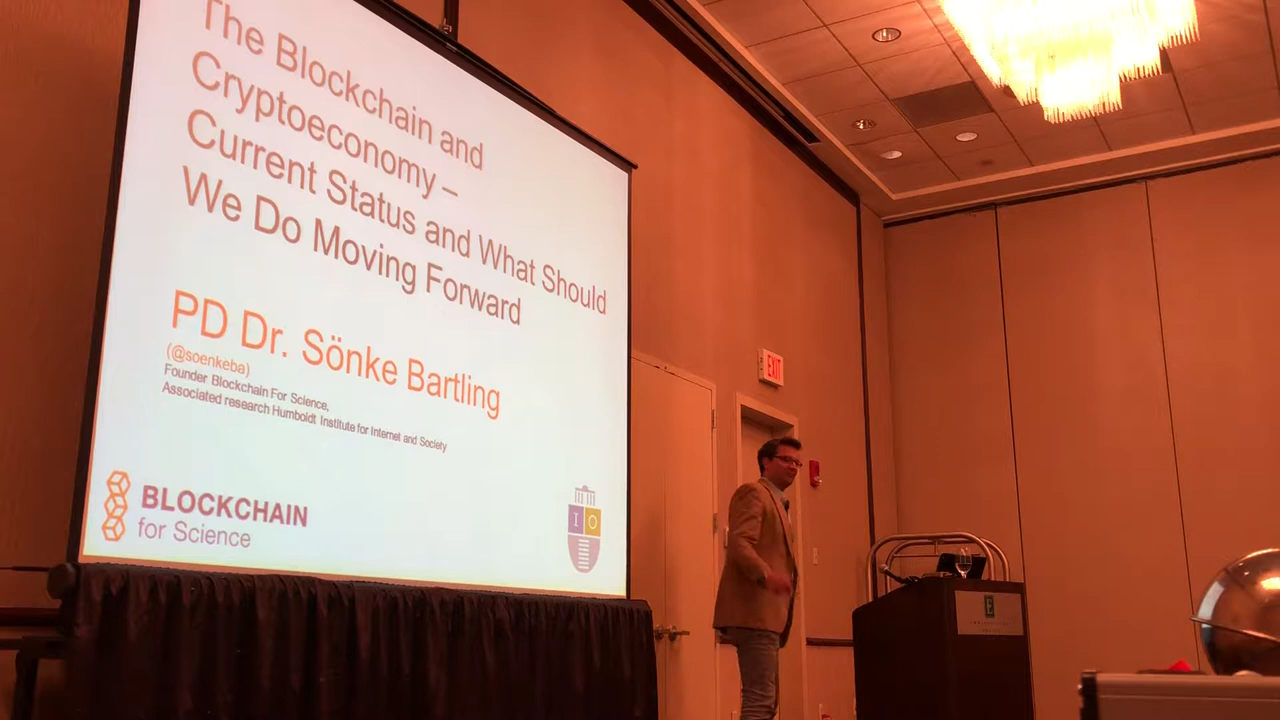 The Blockchain and
Cryptoeconomy –
Current Status and What Should
We Do Moving Forward
PD Dr. Sönke Bartling
(@soenkeba)
Founder Blockchain For Science,
Associated research Humboldt Institute for Internet and Society
BLOCKCHAIN
for Science
I O
EXIT
E